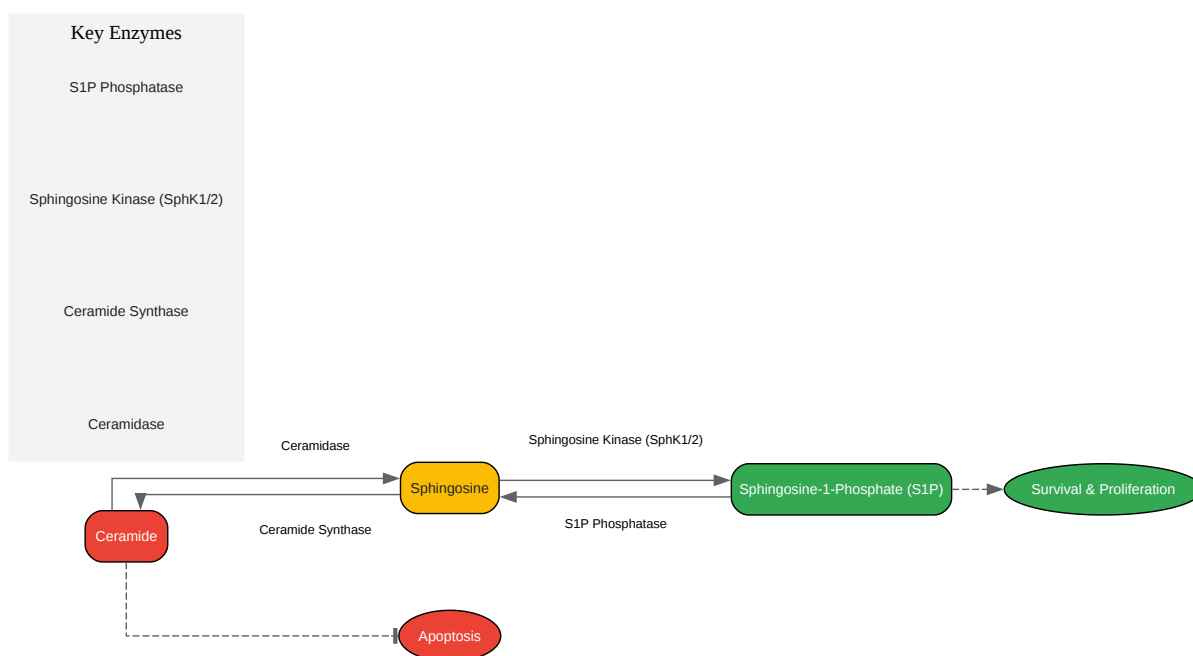 Key Enzymes
S1P Phosphatase
Sphingosine Kinase (SphK1/2)
Ceramide Synthase
Ceramidase
Ceramidase
Sphingosine Kinase (SphK1/2)
Sphingosine
Sphingosine-1-Phosphate (S1P)
Survival & Proliferation
Ceramide Synthase
S1P Phosphatase
Ceramide
Apoptosis